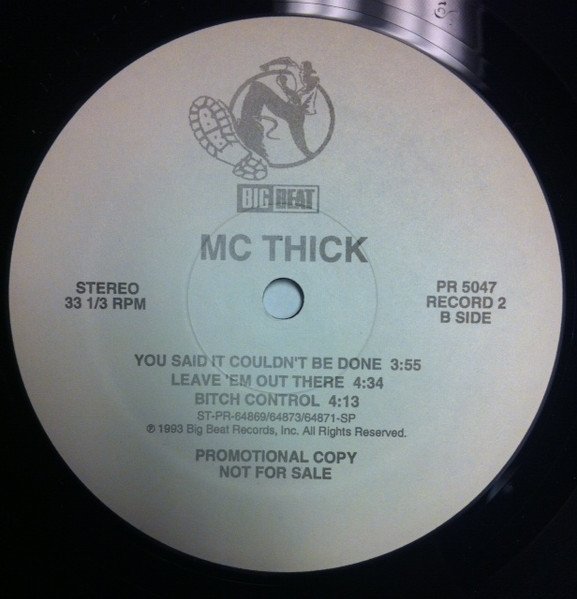 BIG BEAT
MC THICK
STEREO
33 1/3 RPM
PR 5047
RECORD 2
B SIDE
YOU SAID IT COULDN'T BE DONE 3:55
LEAVE 'EM OUT THERE 4:34
BITCH CONTROL 4:13
ST-PR-64869/64873/64871-SP
℗ 1993 Big Beat Records, Inc. All Rights Reserved.
PROMOTIONAL COPY
NOT FOR SALE